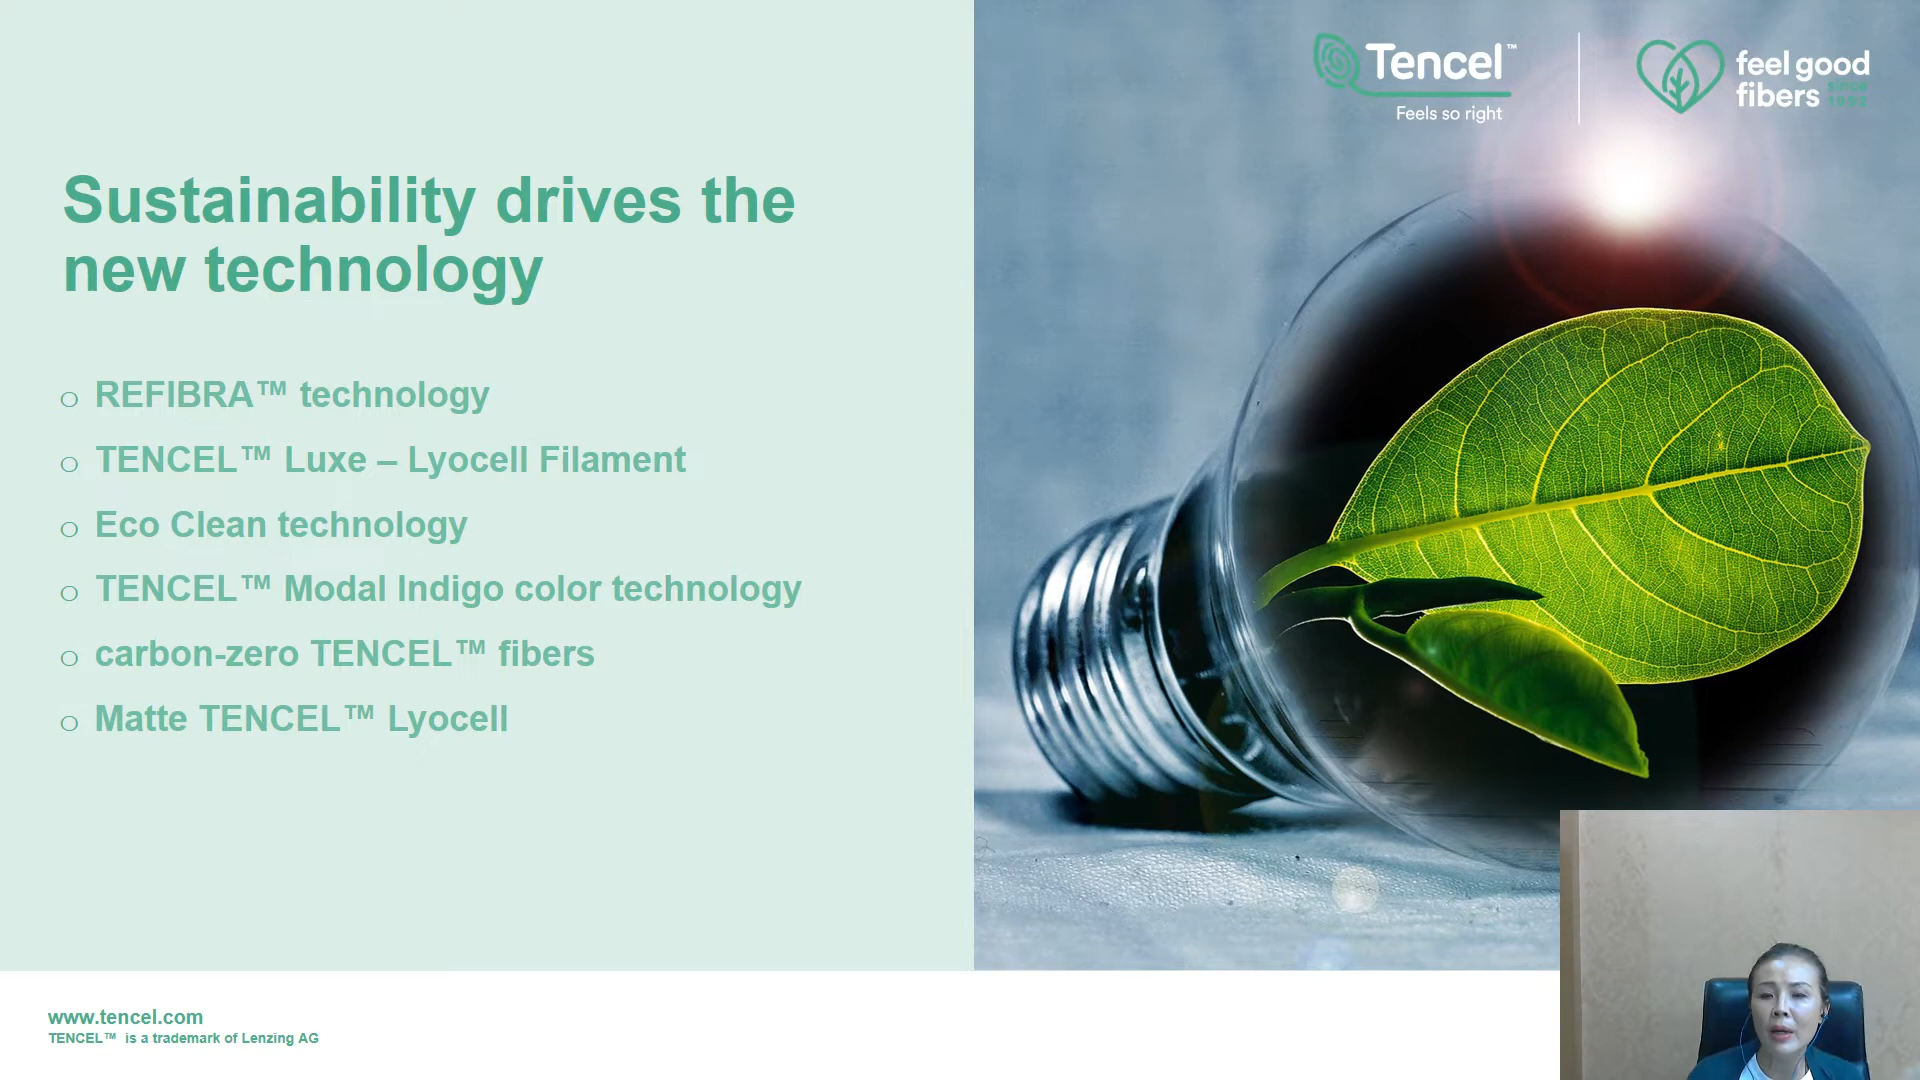 Tencel™
Feels so right
feel good
fibers since
1992
Sustainability drives the
new technology
o REFIBRA™ technology
o TENCEL™ Luxe – Lyocell Filament
o Eco Clean technology
o TENCEL™ Modal Indigo color technology
o carbon-zero TENCEL™ fibers
o Matte TENCEL™ Lyocell
www.tencel.com
TENCEL™ is a trademark of Lenzing AG